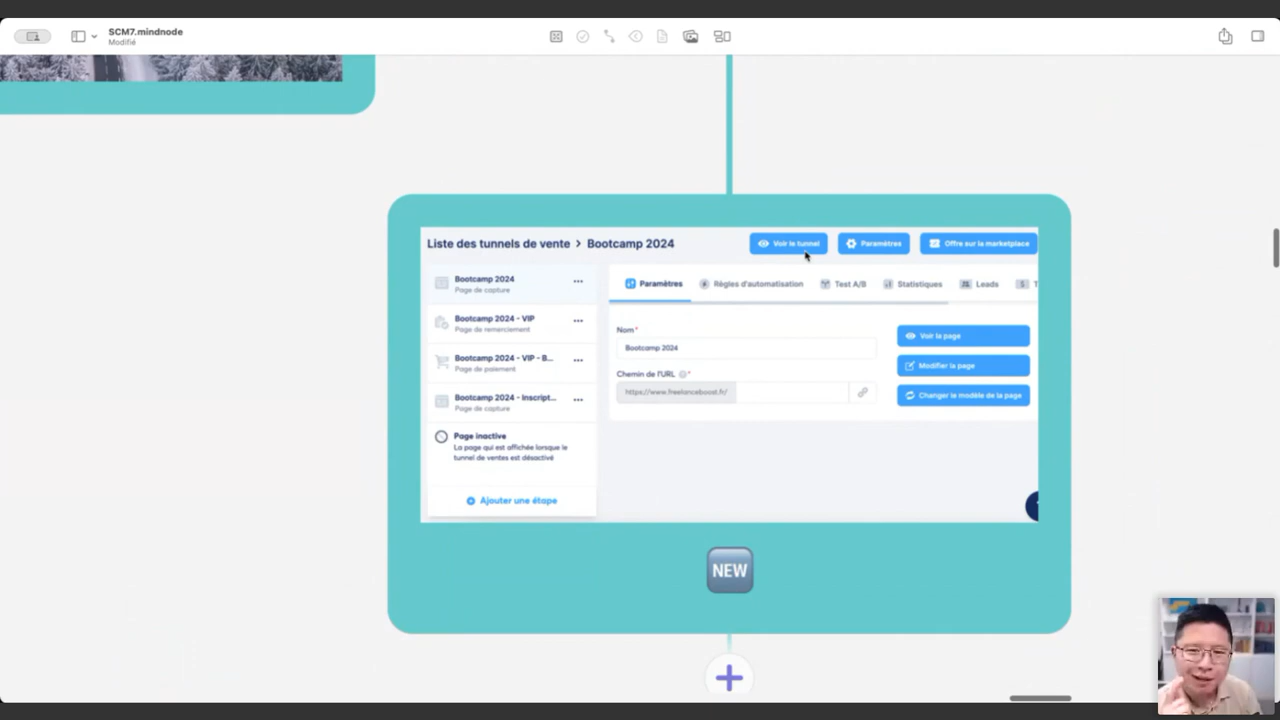 SCM7.mindnode
Modifié
Liste des tunnels de vente > Bootcamp 2024
Voir le tunnel
Paramètres
Offre sur la marketplace
Bootcamp 2024
Page de capture
Bootcamp 2024 - VIP
Page de remerciement
Bootcamp 2024 - VIP - B...
Page de paiement
Bootcamp 2024 - Inscript...
Page de capture
Page inactive
La page qui est affichée lorsque le
tunnel de ventes est désactivé
Ajouter une étape
Paramètres
Règles d'automatisation
Test A/B
Statistiques
Leads
T
Nom*
Bootcamp 2024
Chemin de l'URL *
https://www.freelanceboost.fr/
Voir la page
Modifier la page
Changer le modèle de la page
NEW